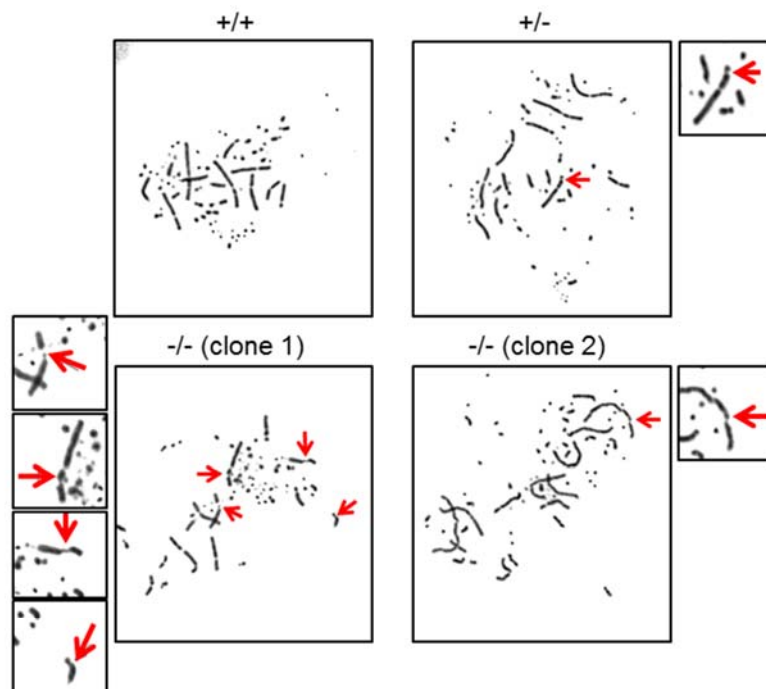 +/+
+/-
-/- (clone 1)
-/- (clone 2)